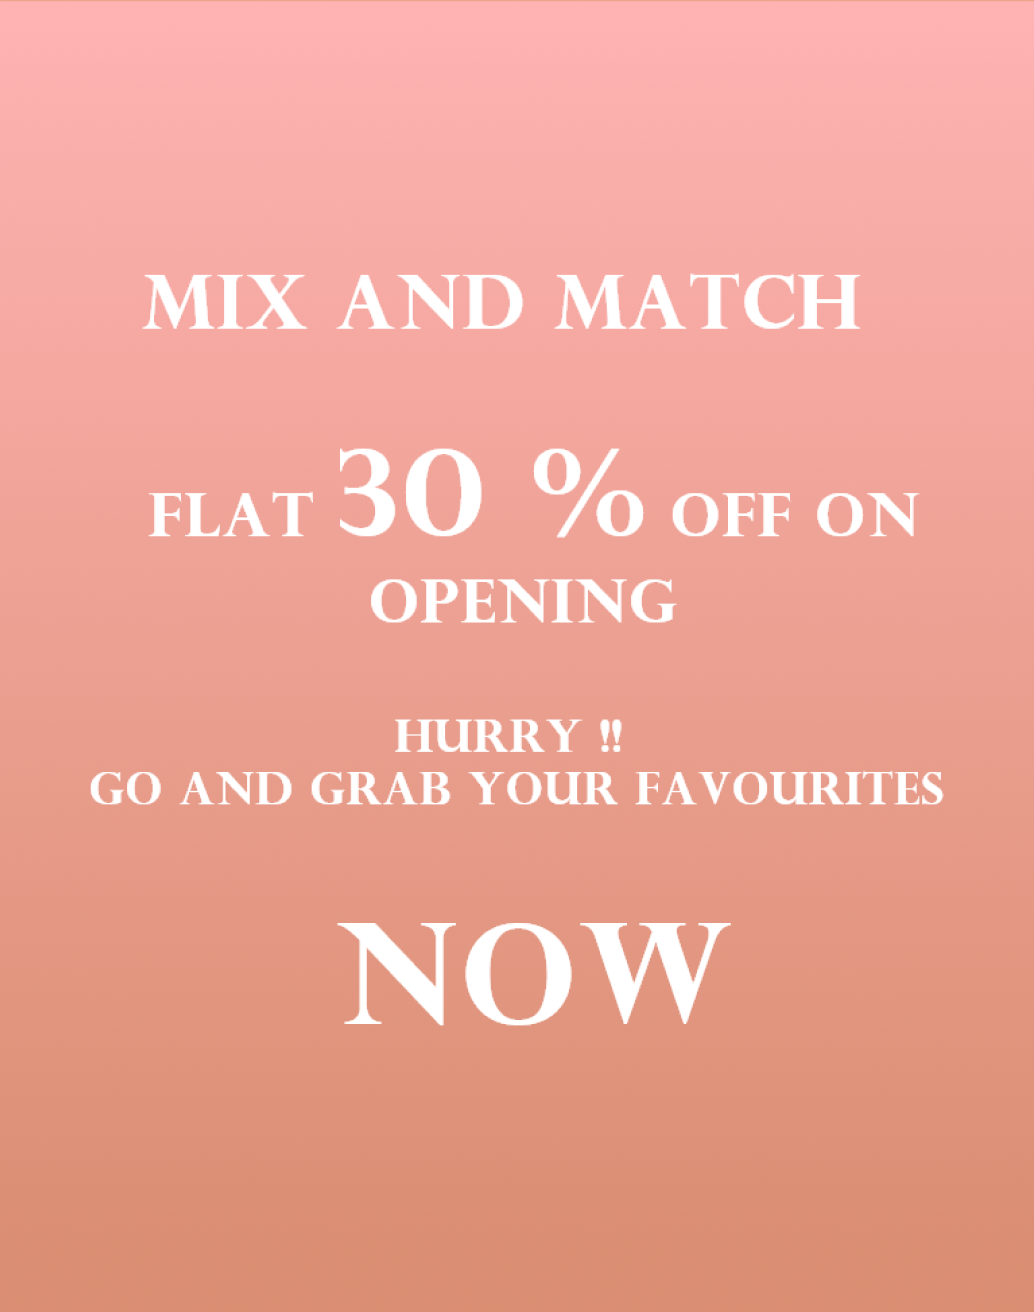 MIX AND MATCH
FLAT 30 % OFF ON
OPENING
HURRY !!
GO AND GRAB YOUR FAVOURITES
NOW